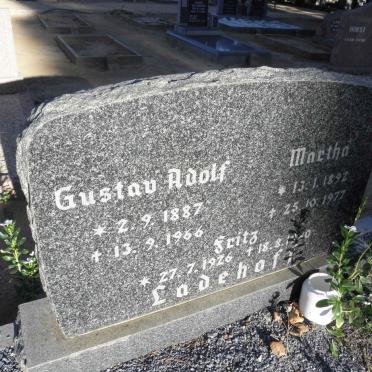 Gustav Adolf
* 2.9.1887
† 13.9.1966
Martha
* 13.1.1892
† 25.10.1977
Fritz
* 27.7.1926 † 18.8.
Ladehoff